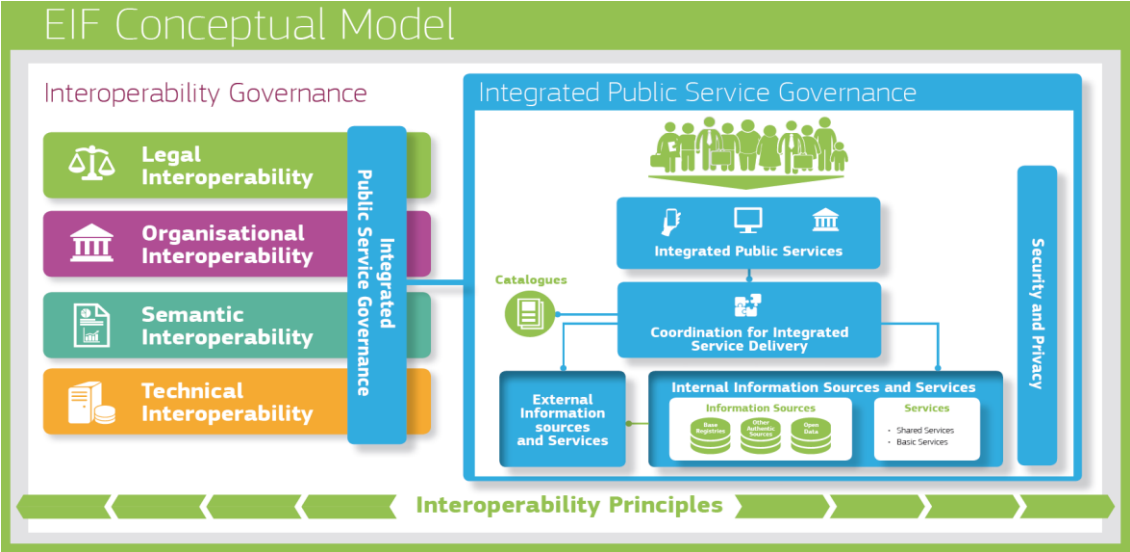 EIF Conceptual Model
Interoperability Governance
Legal
Interoperability
Organisational
Interoperability
Semantic
Interoperability
Technical
Interoperability
Integrated
Public Service Governance
Integrated Public Service Governance
Integrated Public Services
Catalogues
Coordination for Integrated
Service Delivery
External
Information
sources
and Services
Internal Information Sources and Services
Information Sources
Base
Registries
Other
Authentic
Sources
Open
Data
Services
- Shared Services
- Basic Services
Security and Privacy
Interoperability Principles